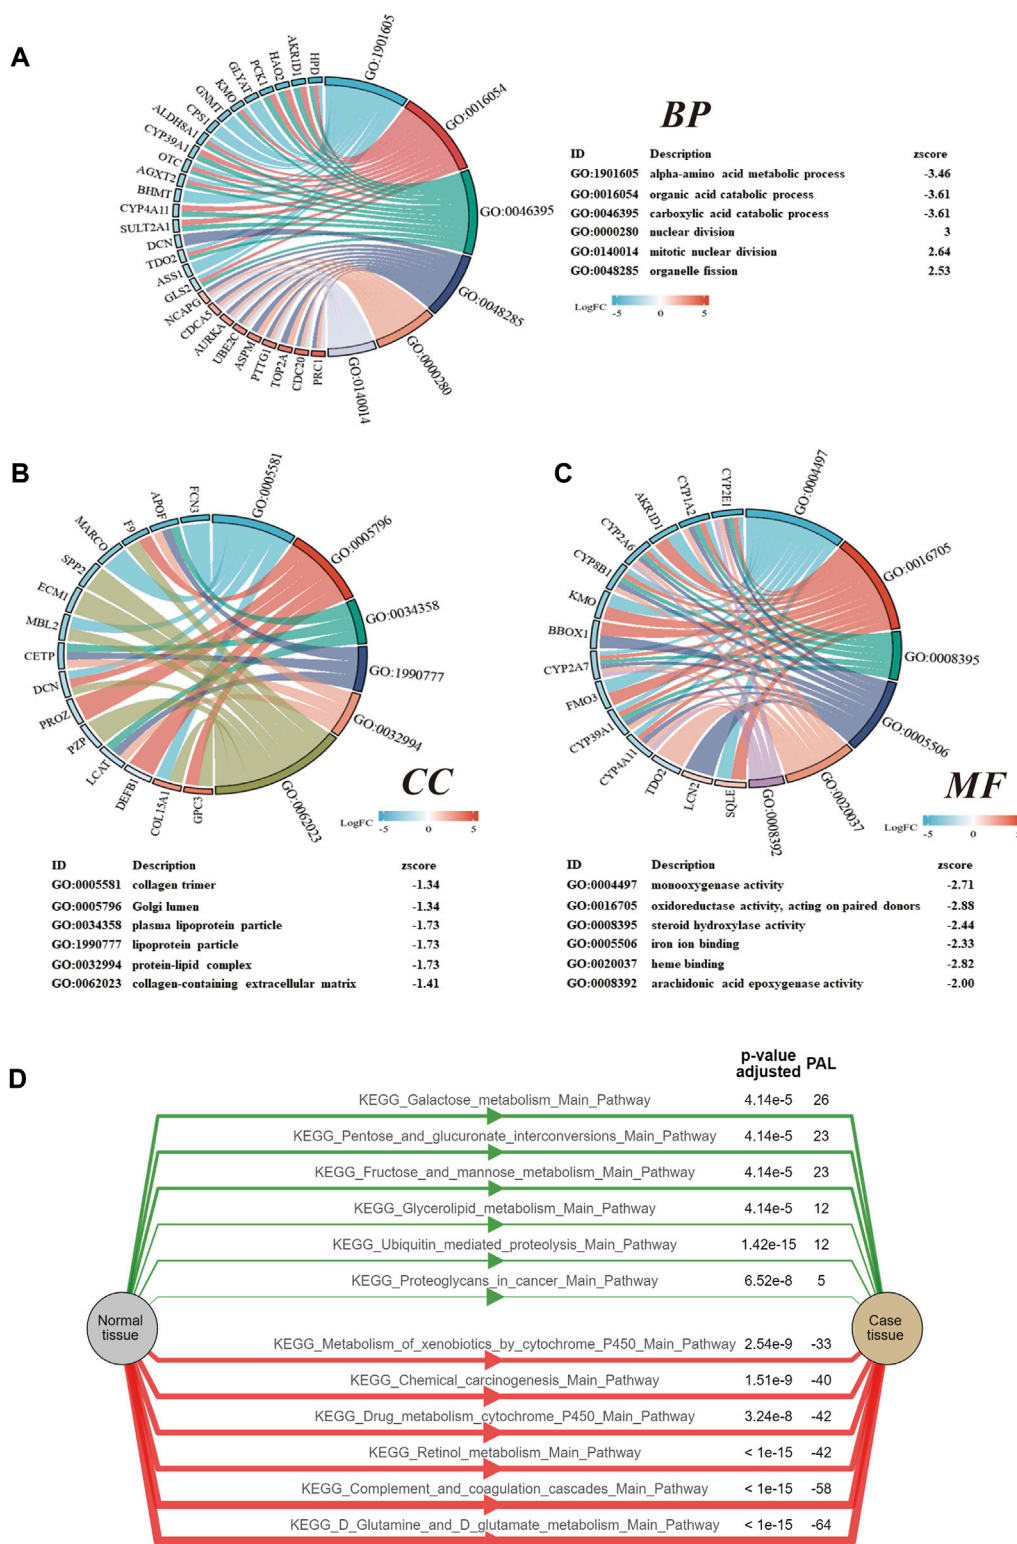 A
HPD
AKR1D1
HAO2
PCK1
GLYAT
KMO
GNMT
CPS1
ALDH8A1
CYP39A1
OTC
AGXT2
BHMT
CYP4A11
SULT2A1
DCN
TDO2
ASS1
GLS2
NCAPG
CDCA5
AURKA
UBE2C
ASPM
PTTG1
TOP2A
CDC20
PRC1
GO:1901605
GO:0016054
GO:0046395
GO:0048285
GO:0000280
GO:0140014
BP
ID Description zscore
GO:1901605 alpha-amino acid metabolic process -3.46
GO:0016054 organic acid catabolic process -3.61
GO:0046395 carboxylic acid catabolic process -3.61
GO:0000280 nuclear division 3
GO:0140014 mitotic nuclear division 2.64
GO:0048285 organelle fission 2.53
LogFC -5 0 5
B
FCN3
APOF
F9
MARCO
SPP2
ECM1
MBL2
CETP
DCN
PROZ
PZP
LCAT
DEFB1
COL15A1
GPC3
GO:0005581
GO:0005796
GO:0034358
GO:1990777
GO:0032994
GO:0062023
CC
LogFC -5 0 5
ID Description zscore
GO:0005581 collagen trimer -1.34
GO:0005796 Golgi lumen -1.34
GO:0034358 plasma lipoprotein particle -1.73
GO:1990777 lipoprotein particle -1.73
GO:0032994 protein-lipid complex -1.73
GO:0062023 collagen-containing extracellular matrix -1.41
C
CYP2E1
CYP1A2
AKR1D1
CYP2A6
CYP8B1
KMO
BBOX1
CYP2A7
FMO3
CYP39A1
CYP4A11
TDO2
LCN2
SQLE
GO:0004497
GO:0016705
GO:0008395
GO:0005506
GO:0020037
GO:0008392
MF
LogFC -5 0 5
ID Description zscore
GO:0004497 monooxygenase activity -2.71
GO:0016705 oxidoreductase activity, acting on paired donors -2.88
GO:0008395 steroid hydroxylase activity -2.44
GO:0005506 iron ion binding -2.33
GO:0020037 heme binding -2.82
GO:0008392 arachidonic acid epoxygenase activity -2.00
D
p-value adjusted PAL
KEGG_Galactose_metabolism_Main_Pathway 4.14e-5 26
KEGG_Pentose_and_glucuronate_interconversions_Main_Pathway 4.14e-5 23
KEGG_Fructose_and_mannose_metabolism_Main_Pathway 4.14e-5 23
KEGG_Glycerolipid_metabolism_Main_Pathway 4.14e-5 12
KEGG_Ubiquitin_mediated_proteolysis_Main_Pathway 1.42e-15 12
KEGG_Proteoglycans_in_cancer_Main_Pathway 6.52e-8 5
Normal tissue
Case tissue
KEGG_Metabolism_of_xenobiotics_by_cytochrome_P450_Main_Pathway 2.54e-9 -33
KEGG_Chemical_carcinogenesis_Main_Pathway 1.51e-9 -40
KEGG_Drug_metabolism_cytochrome_P450_Main_Pathway 3.24e-8 -42
KEGG_Retinol_metabolism_Main_Pathway < 1e-15 -42
KEGG_Complement_and_coagulation_cascades_Main_Pathway < 1e-15 -58
KEGG_D_Glutamine_and_D_glutamate_metabolism_Main_Pathway < 1e-15 -64